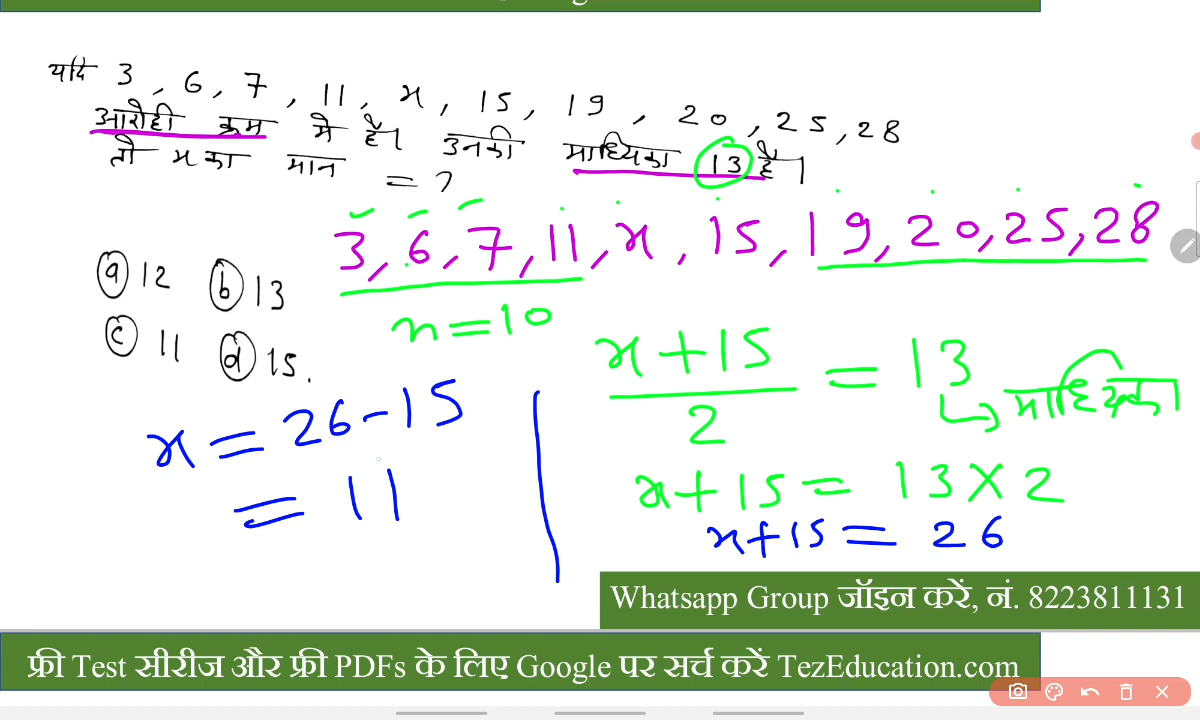 यदि 3 , 6 , 7 , 11 , x , 15 , 19 , 20 , 25 , 28
आरोही क्रम मे है। उनकी माध्यिका 13 है।
तो x का मान = ?
3, 6, 7, 11, x, 15, 19, 20, 25, 28
n = 10
(a) 12 (b) 13
(c) 11 (d) 15.
x + 15 / 2 = 13
↳ माध्यिका
x + 15 = 13 × 2
x + 15 = 26
x = 26 - 15
= 11
Whatsapp Group जॉइन करें, नं. 8223811131
फ्री Test सीरीज और फ्री PDFs के लिए Google पर सर्च करें TezEducation.com